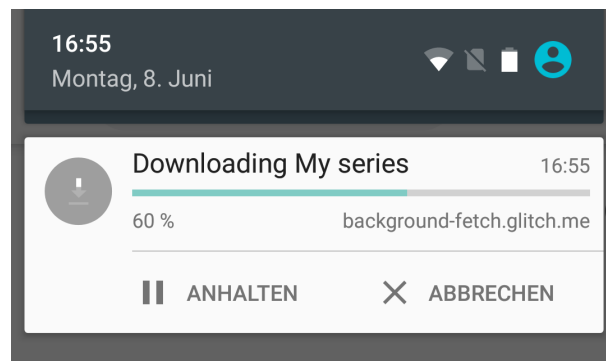 16:55
Montag, 8. Juni
Downloading My series 16:55
60 % background-fetch.glitch.me
ANHALTEN ABBRECHEN